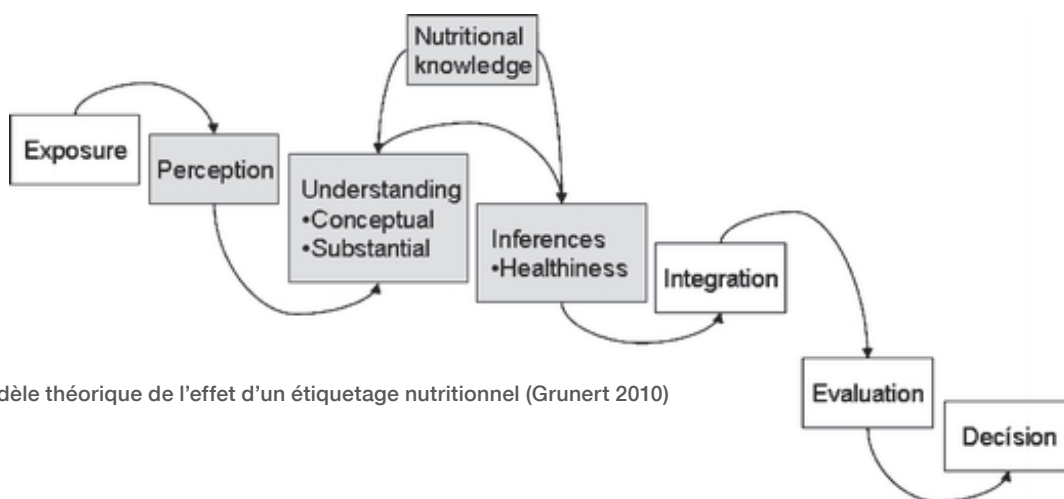 Nutritional
knowledge
Exposure
Perception
Understanding
•Conceptual
•Substantial
Inferences
•Healthiness
Integration
dèle théorique de l’effet d’un étiquetage nutritionnel (Grunert 2010)
Evaluation
Decísion